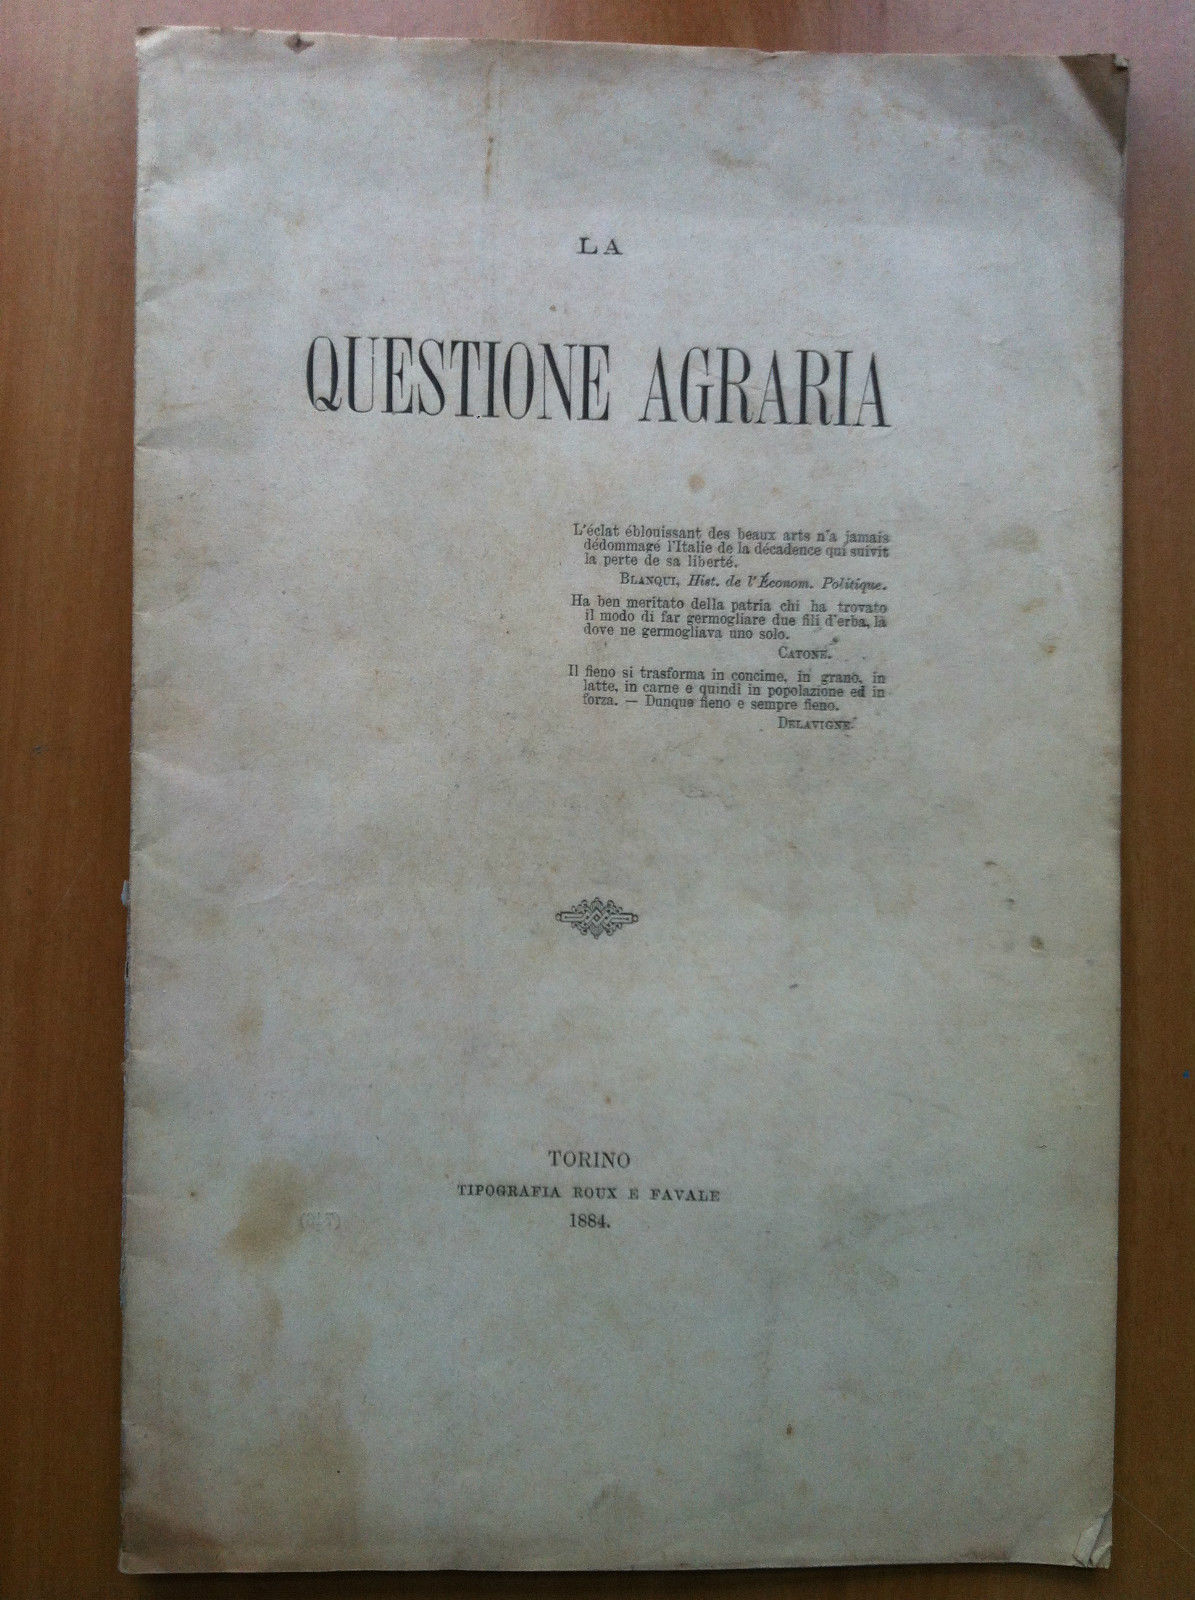 LA
QUESTIONE AGRARIA
L'éclat éblouissant des beaux arts n'a jamais
dédommagé l'Italie de la décadence qui suivit
la perte de sa liberté.
BLANQUI, Hist. de l'Économ. Politique.
Ha ben meritato della patria chi ha trovato
il modo di far germogliare due fili d'erba, là
dove ne germogliava uno solo.
CATONE.
Il fieno si trasforma in concime, in grano, in
latte, in carne e quindi in popolazione ed in
forza. — Dunque fieno e sempre fieno.
DELAVIGNE.
TORINO
TIPOGRAFIA ROUX E FAVALE
1884.